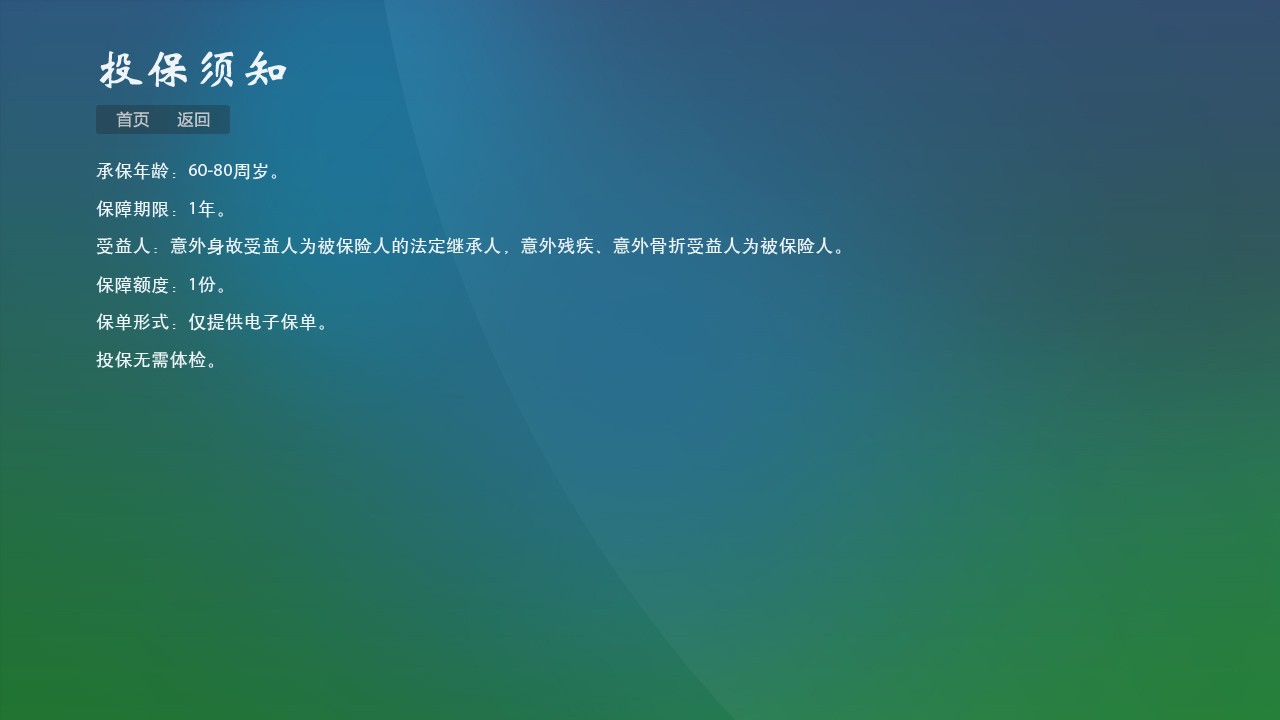 投保须知
首页 返回
承保年龄：60-80周岁。
保障期限：1年。
受益人：意外身故受益人为被保险人的法定继承人，意外残疾、意外骨折受益人为被保险人。
保障额度：1份。
保单形式：仅提供电子保单。
投保无需体检。